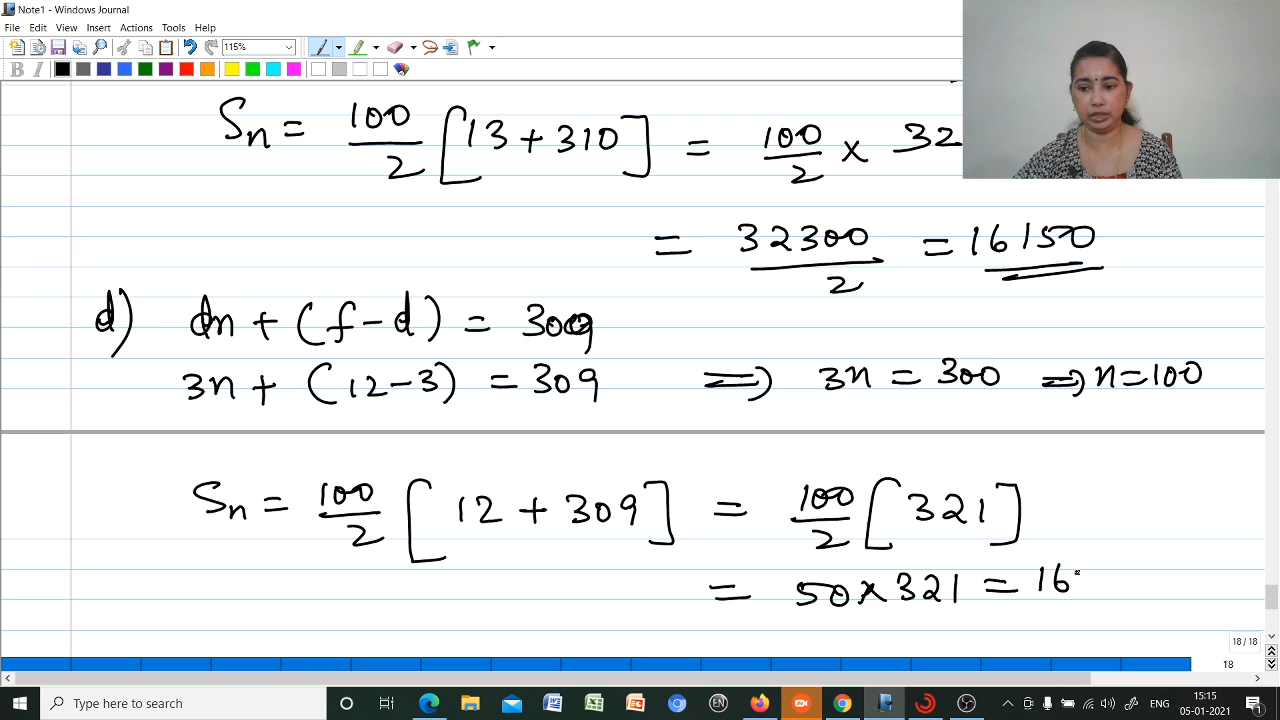 Note1 - Windows Journal
File Edit View Insert Actions Tools Help
115%
B I
Sn = 100/2 [13 + 310] = 100/2 × 32
= 32300/2 = 16150
d) dn + (f - d) = 309
3n + (12 - 3) = 309 ⟹ 3n = 300 ⟹ n = 100
Sn = 100/2 [12 + 309] = 100/2 [321]
= 50 × 321 = 16
18 / 18
18
Type here to search
EN
15:15
05-01-2021